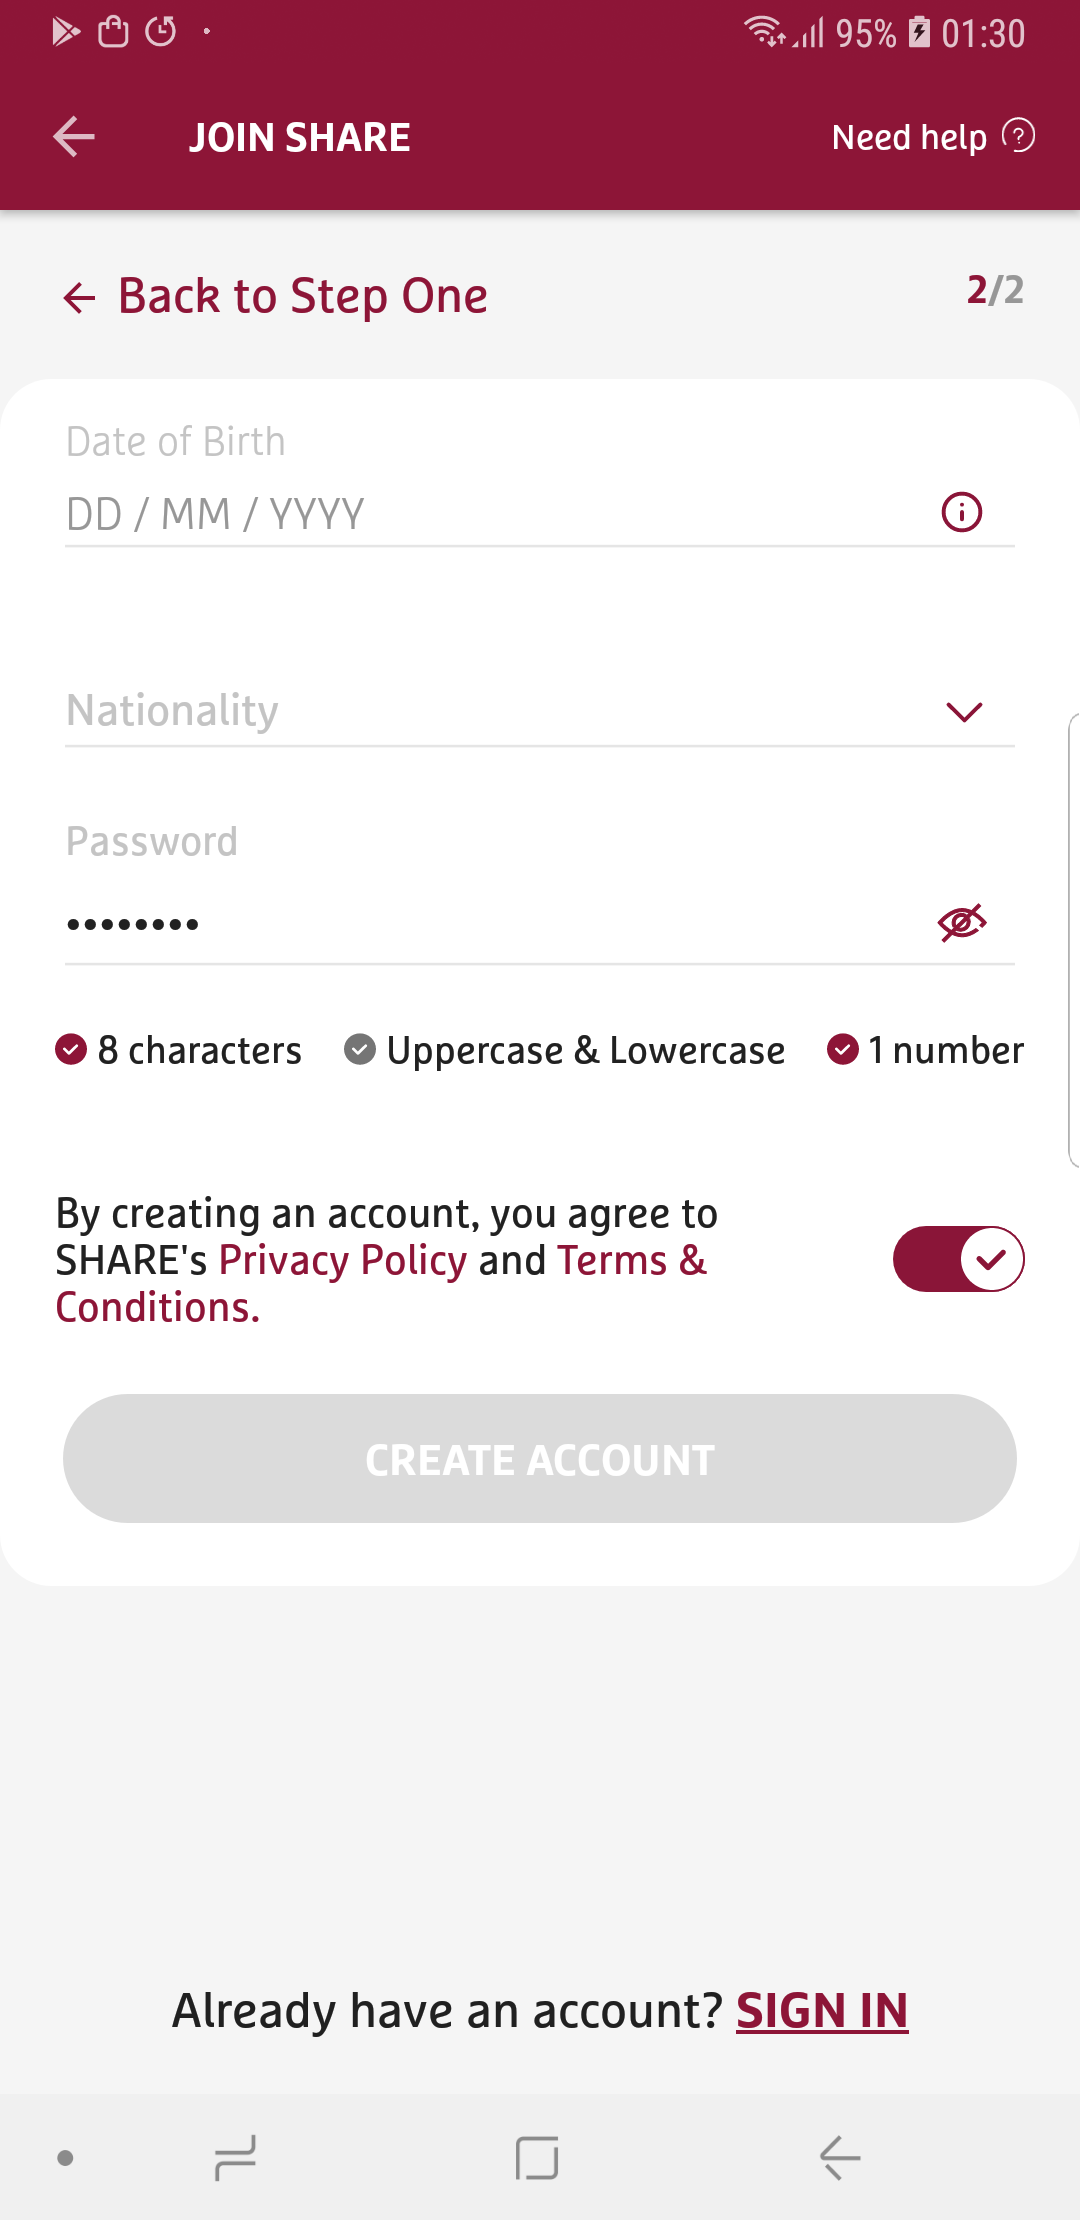 95% 01:30
JOIN SHARE Need help
Back to Step One 2/2
Date of Birth
DD / MM / YYYY
Nationality
Password
••••••••
8 characters Uppercase & Lowercase 1 number
By creating an account, you agree to
SHARE's Privacy Policy and Terms &
Conditions.
CREATE ACCOUNT
Already have an account? SIGN IN